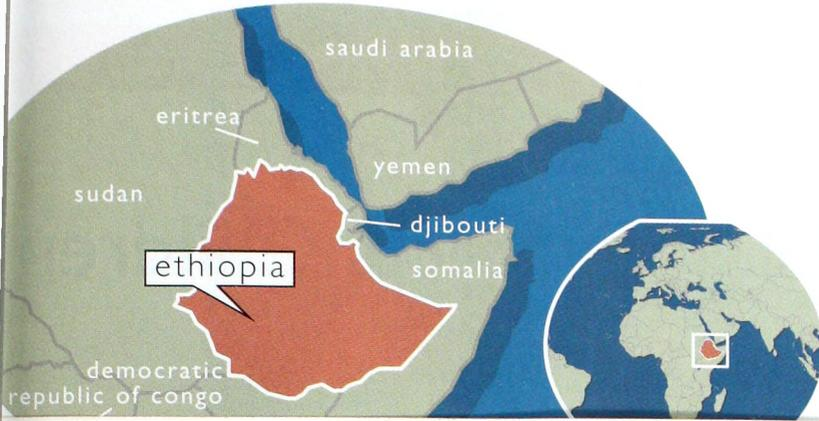 saudi arabia
eritrea
yemen
sudan
djibouti
ethiopia
somalia
democratic
republic of congo